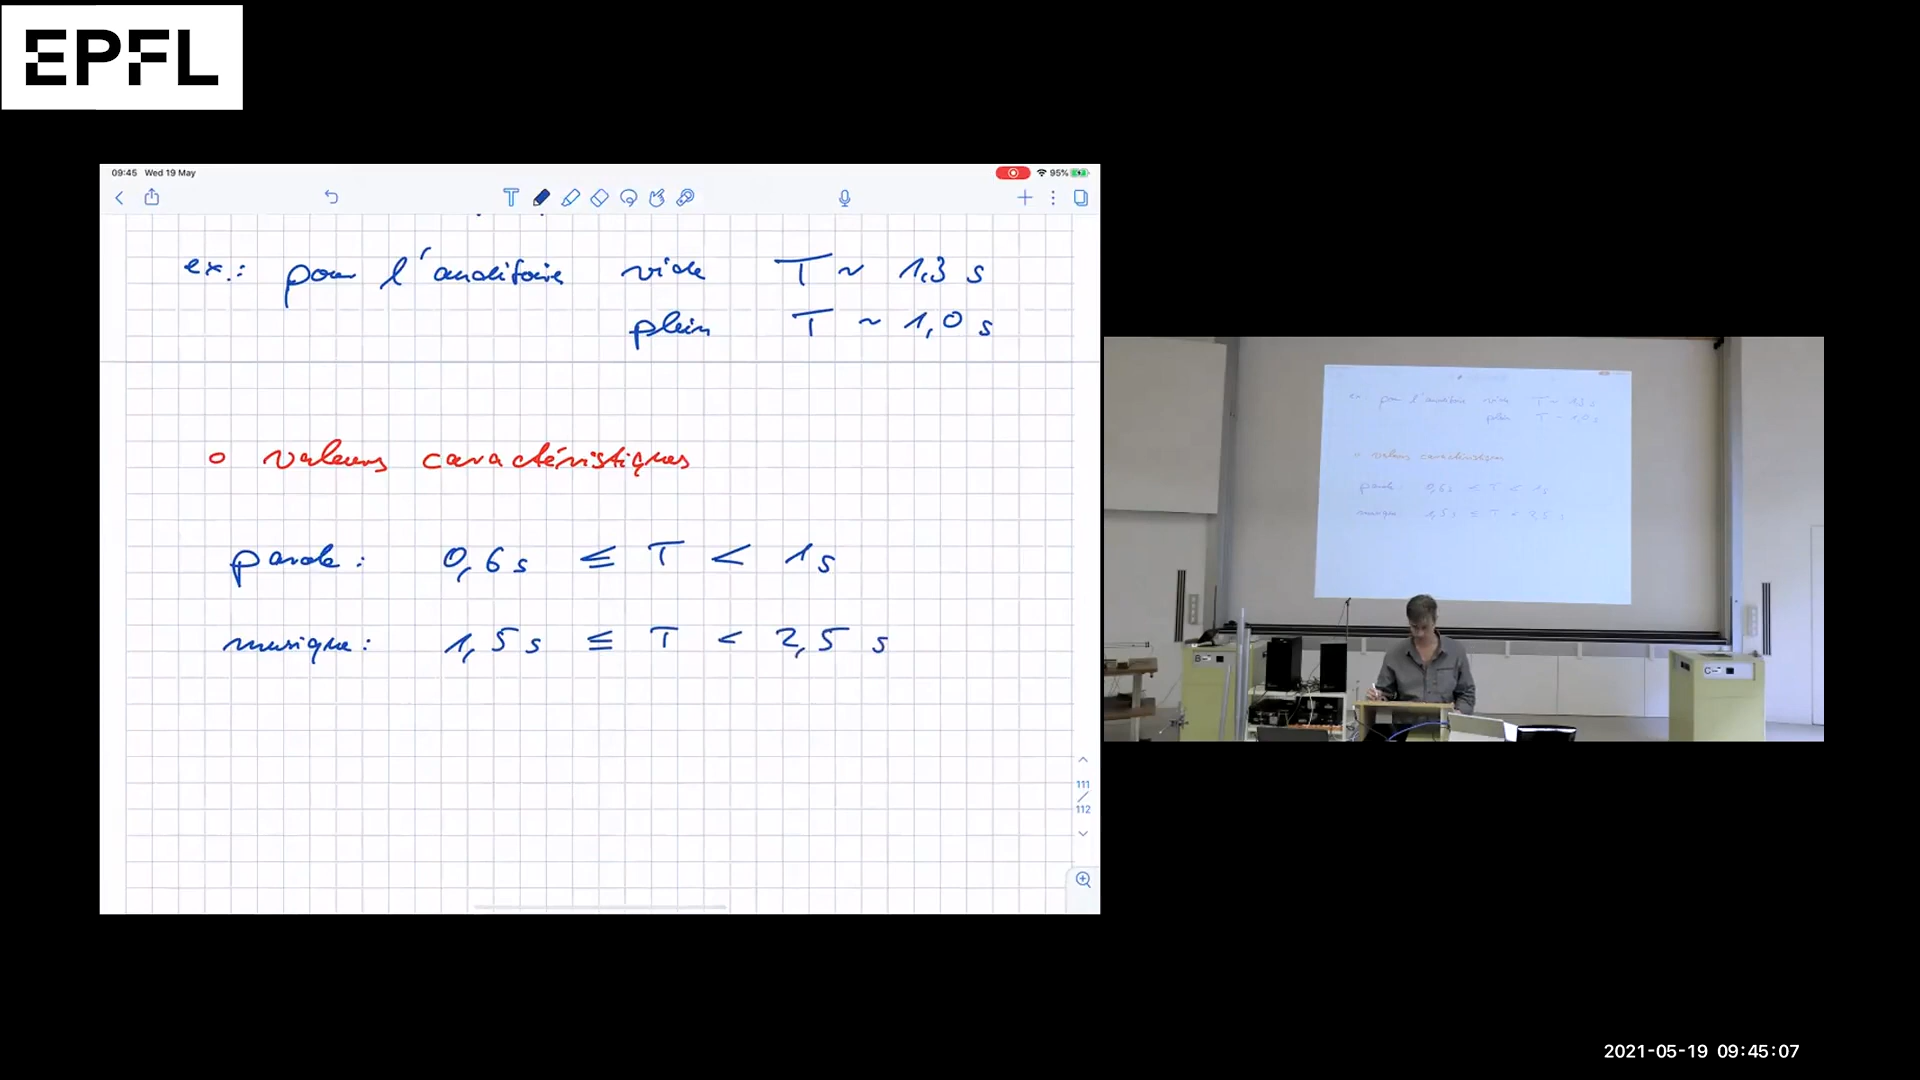 EPFL
09:45 Wed 19 May
95%
ex.: pour l'auditoire vide T ~ 1,3 s
plein T ~ 1,0 s
o valeurs caractéristiques
parole : 0,6 s ≤ T < 1 s
musique : 1,5 s ≤ T < 2,5 s
111
/
112
2021-05-19 09:45:07